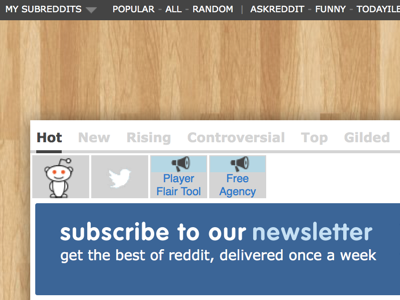 MY SUBREDDITS POPULAR - ALL - RANDOM | ASKREDDIT - FUNNY -
Hot New Rising Controversial Top Gilded
Player Flair Tool
Free Agency
subscribe to our newsletter
get the best of reddit, delivered once a week